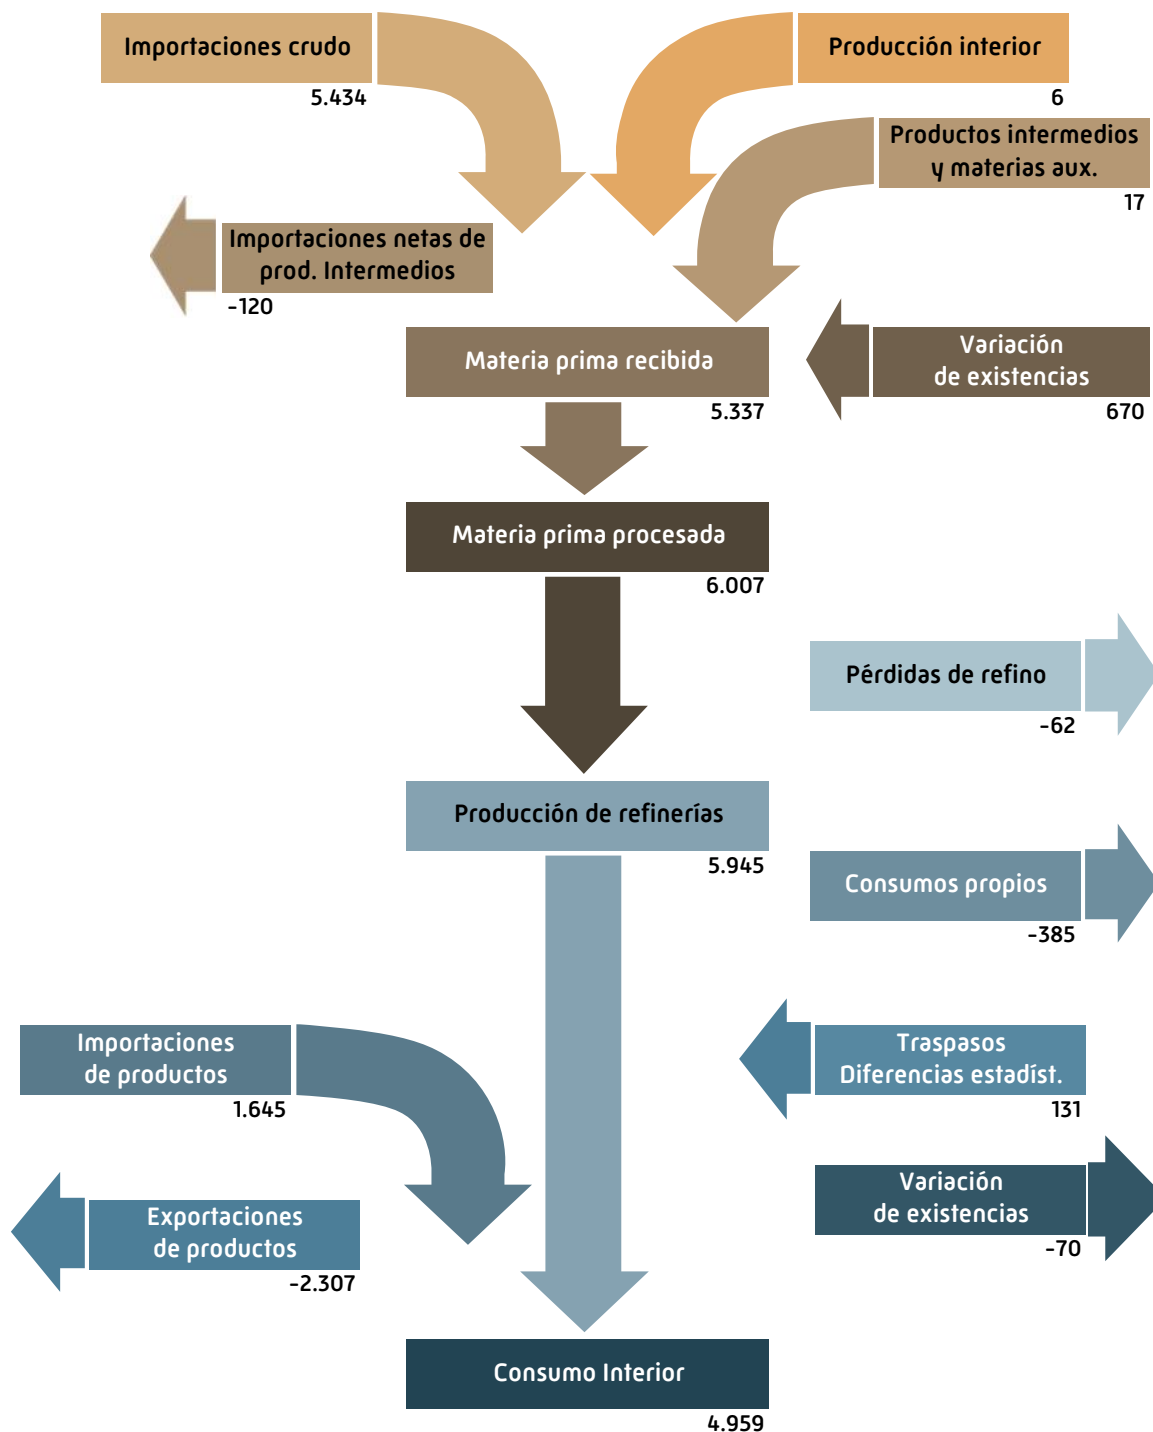 Importaciones crudo
5.434
Producción interior
6
Productos intermedios
y materias aux.
17
Importaciones netas de
prod. Intermedios
-120
Materia prima recibida
5.337
Variación
de existencias
670
Materia prima procesada
6.007
Pérdidas de refino
-62
Producción de refinerías
5.945
Consumos propios
-385
Importaciones
de productos
1.645
Traspasos
Diferencias estadíst.
131
Variación
de existencias
-70
Exportaciones
de productos
-2.307
Consumo Interior
4.959